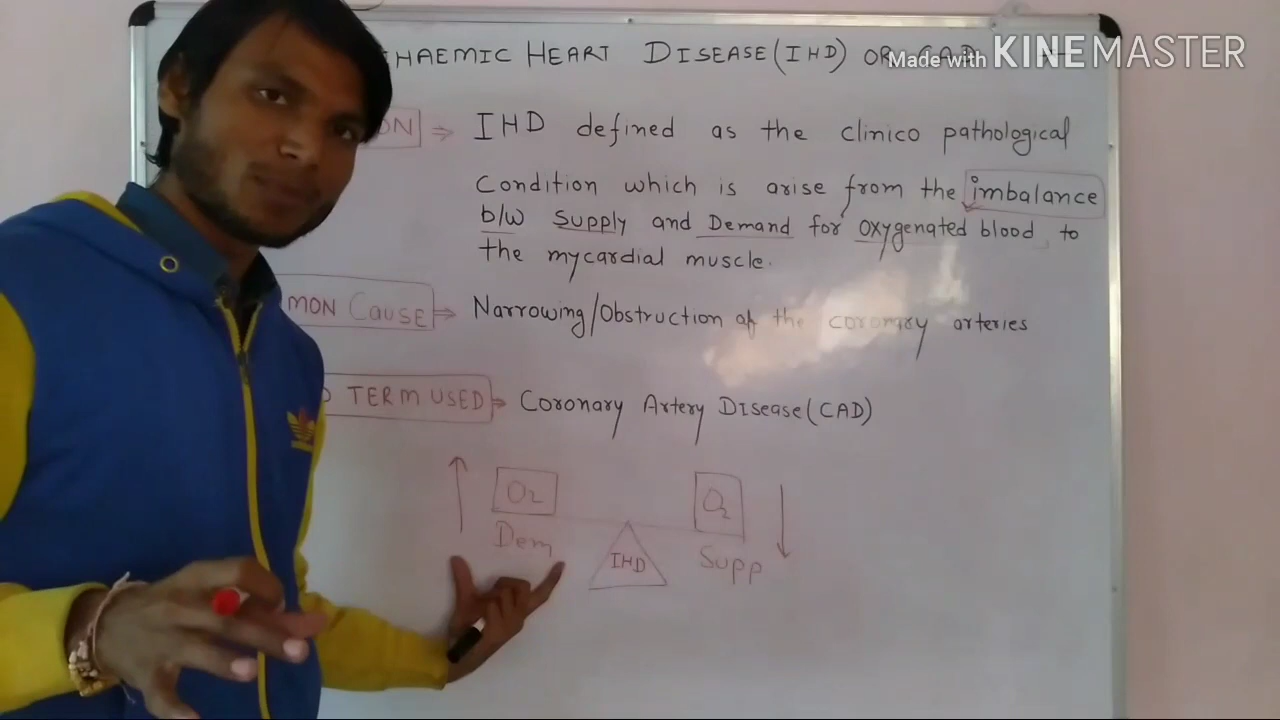 HAEMIC HEART DISEASE (IHD) OR CAD
Made with KINEMASTER
ON ⇒ IHD defined as the clinico pathological
Condition which is arise from the imbalance
b/w Supply and Demand for oxygenated blood to
the mycardial muscle.
MON CAUSE ⇒ Narrowing/Obstruction of the coronary arteries
TERM USED → CORONARY ARTERY DISEASE (CAD)
↑ O2 O2 ↓
Dem IHD Supp